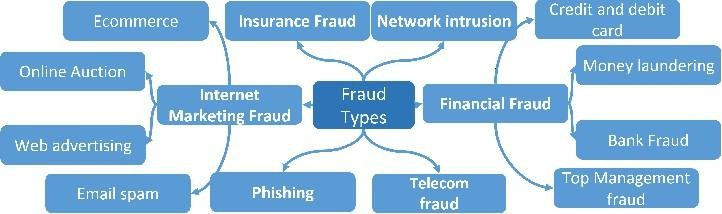 Ecommerce
Insurance Fraud
Network intrusion
Credit and debit
card
Online Auction
Money laundering
Internet
Marketing Fraud
Fraud
Types
Financial Fraud
Web advertising
Bank Fraud
Email spam
Phishing
Telecom
fraud
Top Management
fraud